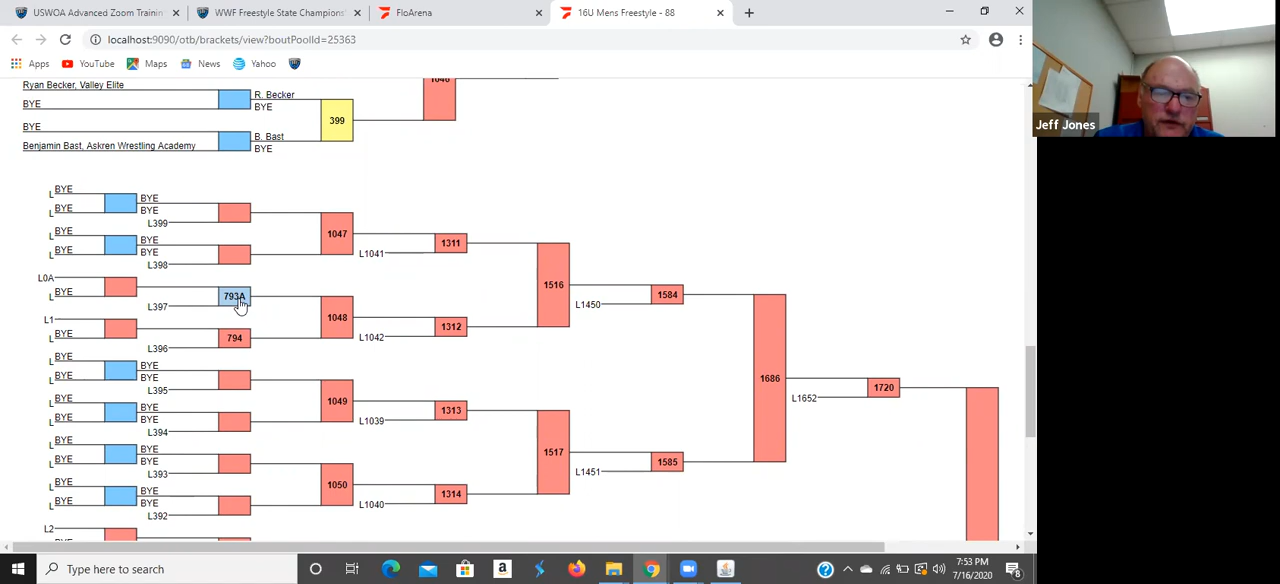 USWOA Advanced Zoom Trainin
WWF Freestyle State Champions
FloArena
16U Mens Freestyle - 88
localhost:9090/otb/brackets/view?boutPoolId=25363
Apps
YouTube
Maps
News
Yahoo
Jeff Jones
1046
Ryan Becker, Valley Elite
R. Becker
BYE
BYE
399
BYE
B. Bast
Benjamin Bast, Askren Wrestling Academy
BYE
BYE
L
BYE
BYE
L
BYE
L399
BYE
L
BYE
BYE
L
BYE
L398
1047
L1041
1311
L0A
BYE
L
L397
793A
L1
BYE
L
L396
794
1048
L1042
1312
1516
L1450
1584
BYE
L
BYE
BYE
L
BYE
L395
BYE
L
BYE
BYE
L
BYE
L394
1049
L1039
1313
BYE
L
BYE
BYE
L
BYE
L393
BYE
L
BYE
BYE
L
BYE
L392
1050
L1040
1314
1517
L1451
1585
1686
L1652
1720
L2
BYE
Type here to search
7:53 PM
7/16/2020
8